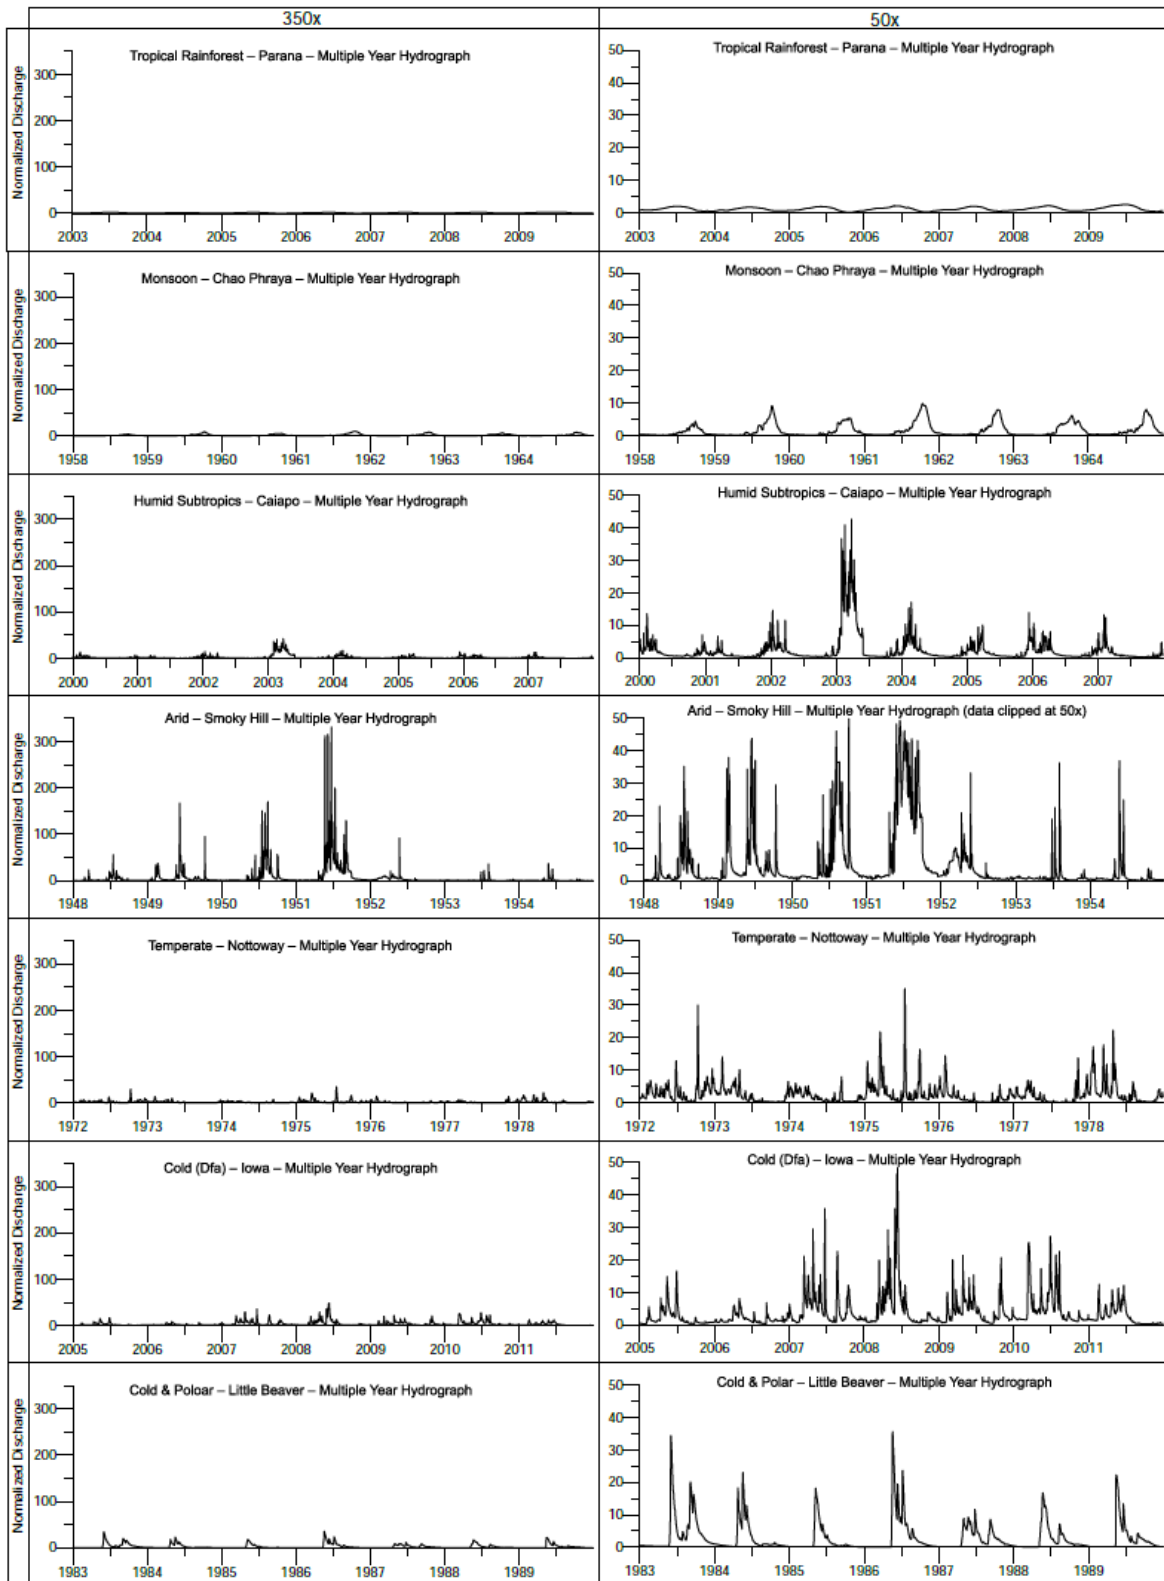 350x 50x
Tropical Rainforest – Parana – Multiple Year Hydrograph
Normalized Discharge
300
200
100
0
2003 2004 2005 2006 2007 2008 2009
Tropical Rainforest – Parana – Multiple Year Hydrograph
50
40
30
20
10
0
2003 2004 2005 2006 2007 2008 2009
Monsoon – Chao Phraya – Multiple Year Hydrograph
Normalized Discharge
300
200
100
0
1958 1959 1960 1961 1962 1963 1964
Monsoon – Chao Phraya – Multiple Year Hydrograph
50
40
30
20
10
0
1958 1959 1960 1961 1962 1963 1964
Humid Subtropics – Caiapo – Multiple Year Hydrograph
Normalized Discharge
300
200
100
0
2000 2001 2002 2003 2004 2005 2006 2007
Humid Subtropics – Caiapo – Multiple Year Hydrograph
50
40
30
20
10
0
2000 2001 2002 2003 2004 2005 2006 2007
Arid – Smoky Hill – Multiple Year Hydrograph
Normalized Discharge
300
200
100
0
1948 1949 1950 1951 1952 1953 1954
Arid – Smoky Hill – Multiple Year Hydrograph (data clipped at 50x)
50
40
30
20
10
0
1948 1949 1950 1951 1952 1953 1954
Temperate – Nottoway – Multiple Year Hydrograph
Normalized Discharge
300
200
100
0
1972 1973 1974 1975 1976 1977 1978
Temperate – Nottoway – Multiple Year Hydrograph
50
40
30
20
10
0
1972 1973 1974 1975 1976 1977 1978
Cold (Dfa) – Iowa – Multiple Year Hydrograph
Normalized Discharge
300
200
100
0
2005 2006 2007 2008 2009 2010 2011
Cold (Dfa) – Iowa – Multiple Year Hydrograph
50
40
30
20
10
0
2005 2006 2007 2008 2009 2010 2011
Cold & Poloar – Little Beaver – Multiple Year Hydrograph
Normalized Discharge
300
200
100
0
1983 1984 1985 1986 1987 1988 1989
Cold & Polar – Little Beaver – Multiple Year Hydrograph
50
40
30
20
10
0
1983 1984 1985 1986 1987 1988 1989